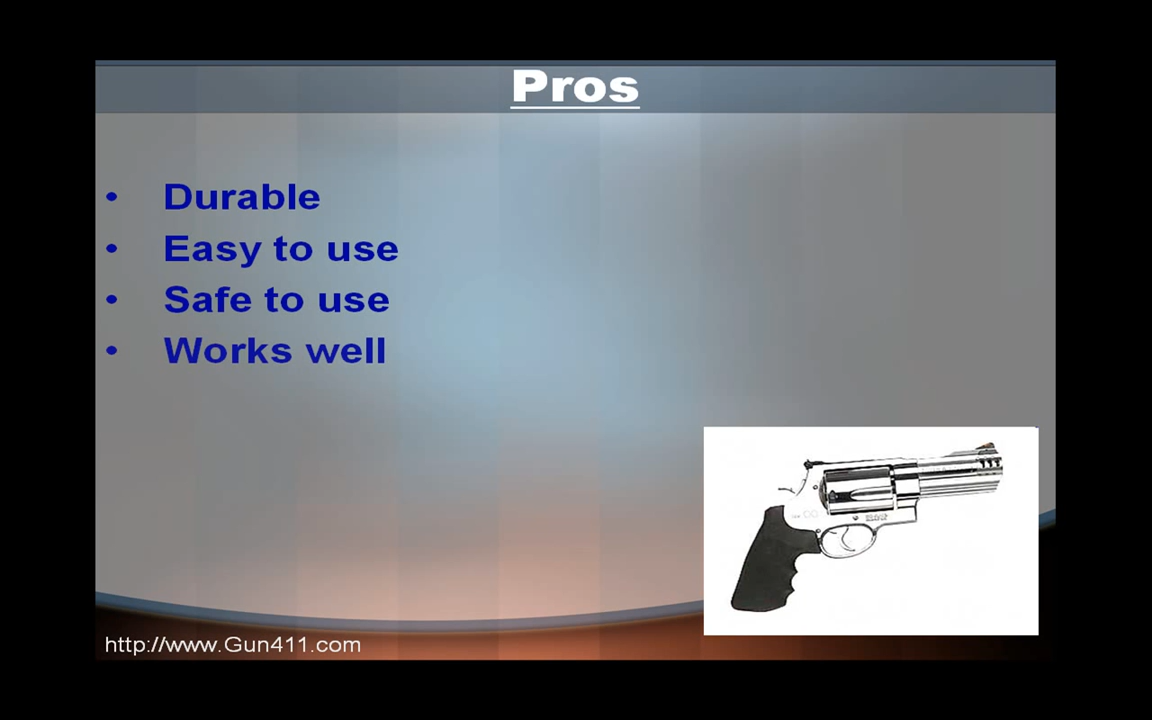 Pros
• Durable
• Easy to use
• Safe to use
• Works well
http://www.Gun411.com